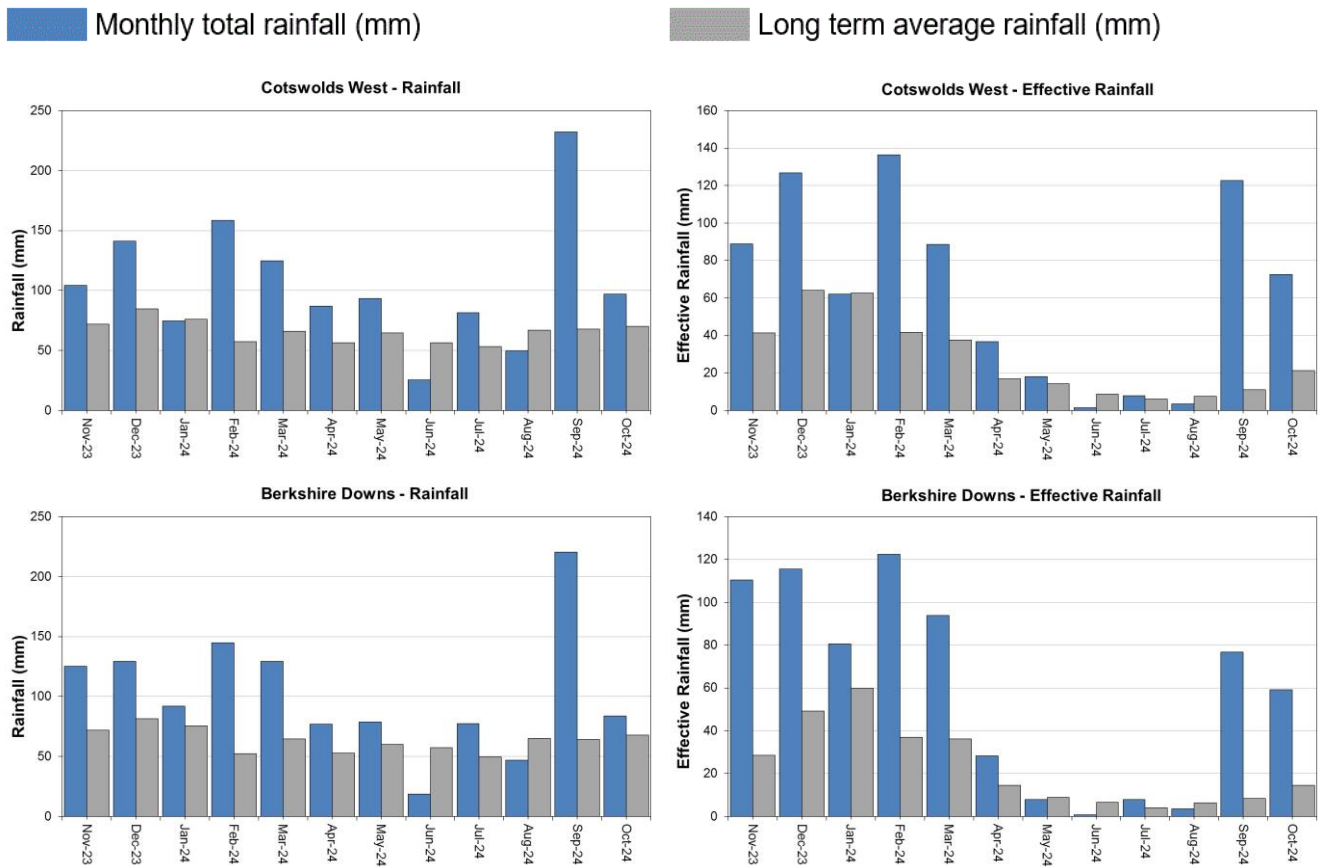 Monthly total rainfall (mm)
Long term average rainfall (mm)
Cotswolds West - Rainfall
Rainfall (mm)
250
200
150
100
50
0
Nov-23
Dec-23
Jan-24
Feb-24
Mar-24
Apr-24
May-24
Jun-24
Jul-24
Aug-24
Sep-24
Oct-24
Cotswolds West - Effective Rainfall
Effective Rainfall (mm)
160
140
120
100
80
60
40
20
0
Nov-23
Dec-23
Jan-24
Feb-24
Mar-24
Apr-24
May-24
Jun-24
Jul-24
Aug-24
Sep-24
Oct-24
Berkshire Downs - Rainfall
Rainfall (mm)
250
200
150
100
50
0
Nov-23
Dec-23
Jan-24
Feb-24
Mar-24
Apr-24
May-24
Jun-24
Jul-24
Aug-24
Sep-24
Oct-24
Berkshire Downs - Effective Rainfall
Effective Rainfall (mm)
140
120
100
80
60
40
20
0
Nov-23
Dec-23
Jan-24
Feb-24
Mar-24
Apr-24
May-24
Jun-24
Jul-24
Aug-24
Sep-24
Oct-24